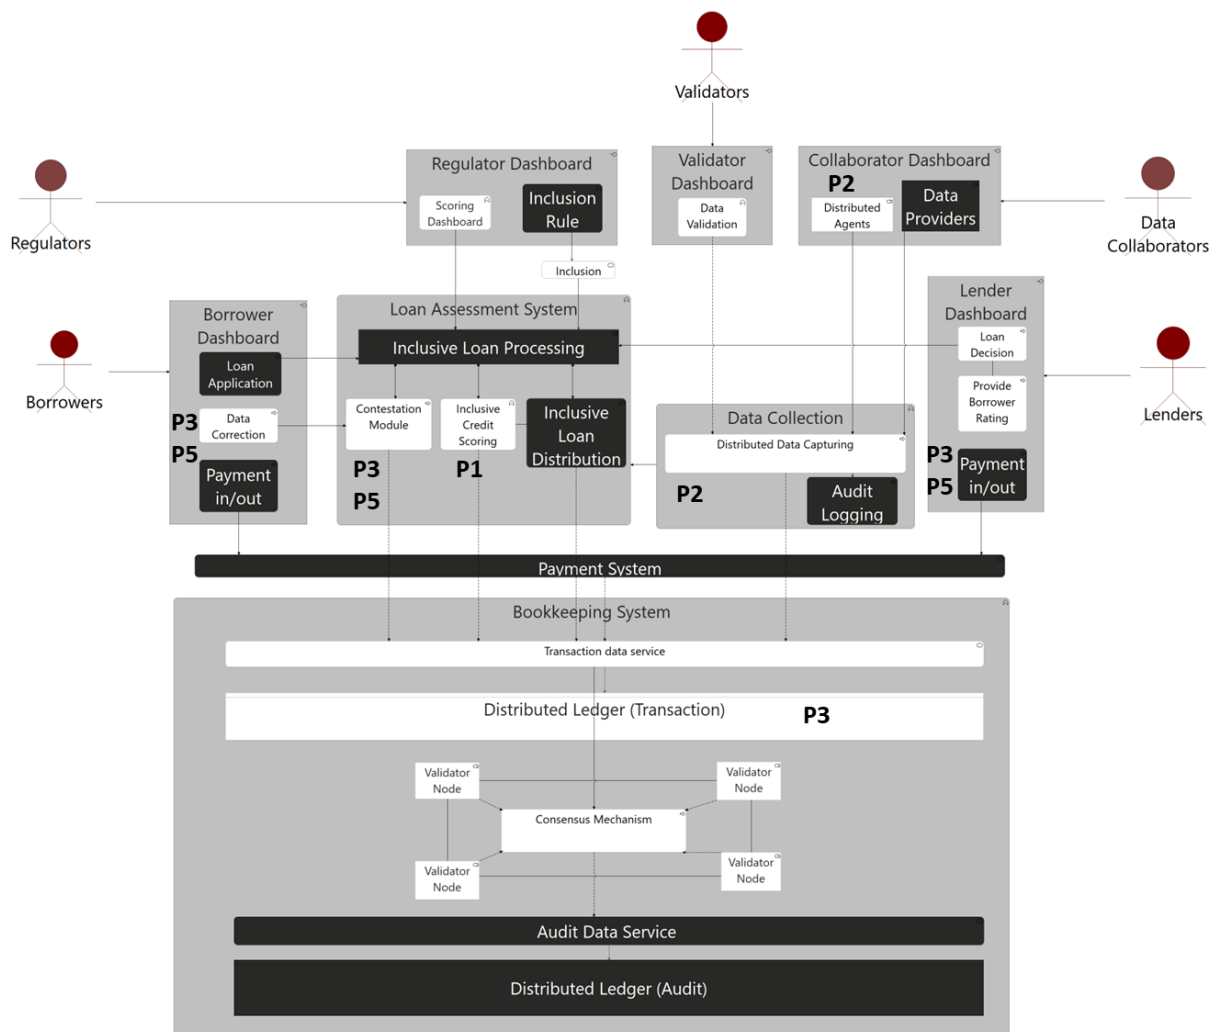 Validators
Regulators
Regulator Dashboard
Scoring
Dashboard
Inclusion
Rule
Inclusion
Validator
Dashboard
Data
Validation
Collaborator Dashboard
P2
Distributed
Agents
Data
Providers
Data
Collaborators
Borrowers
Borrower
Dashboard
Loan
Application
P3
Data
Correction
P5
Payment
in/out
Loan Assessment System
Inclusive Loan Processing
Contestation
Module
P3
P5
Inclusive
Credit
Scoring
P1
Inclusive
Loan
Distribution
Data Collection
Distributed Data Capturing
P2
Audit
Logging
Lender
Dashboard
Loan
Decision
Provide
Borrower
Rating
P3
P5
Payment
in/out
Lenders
Payment System
Bookkeeping System
Transaction data service
Distributed Ledger (Transaction)
P3
Validator
Node
Validator
Node
Consensus Mechanism
Validator
Node
Validator
Node
Audit Data Service
Distributed Ledger (Audit)